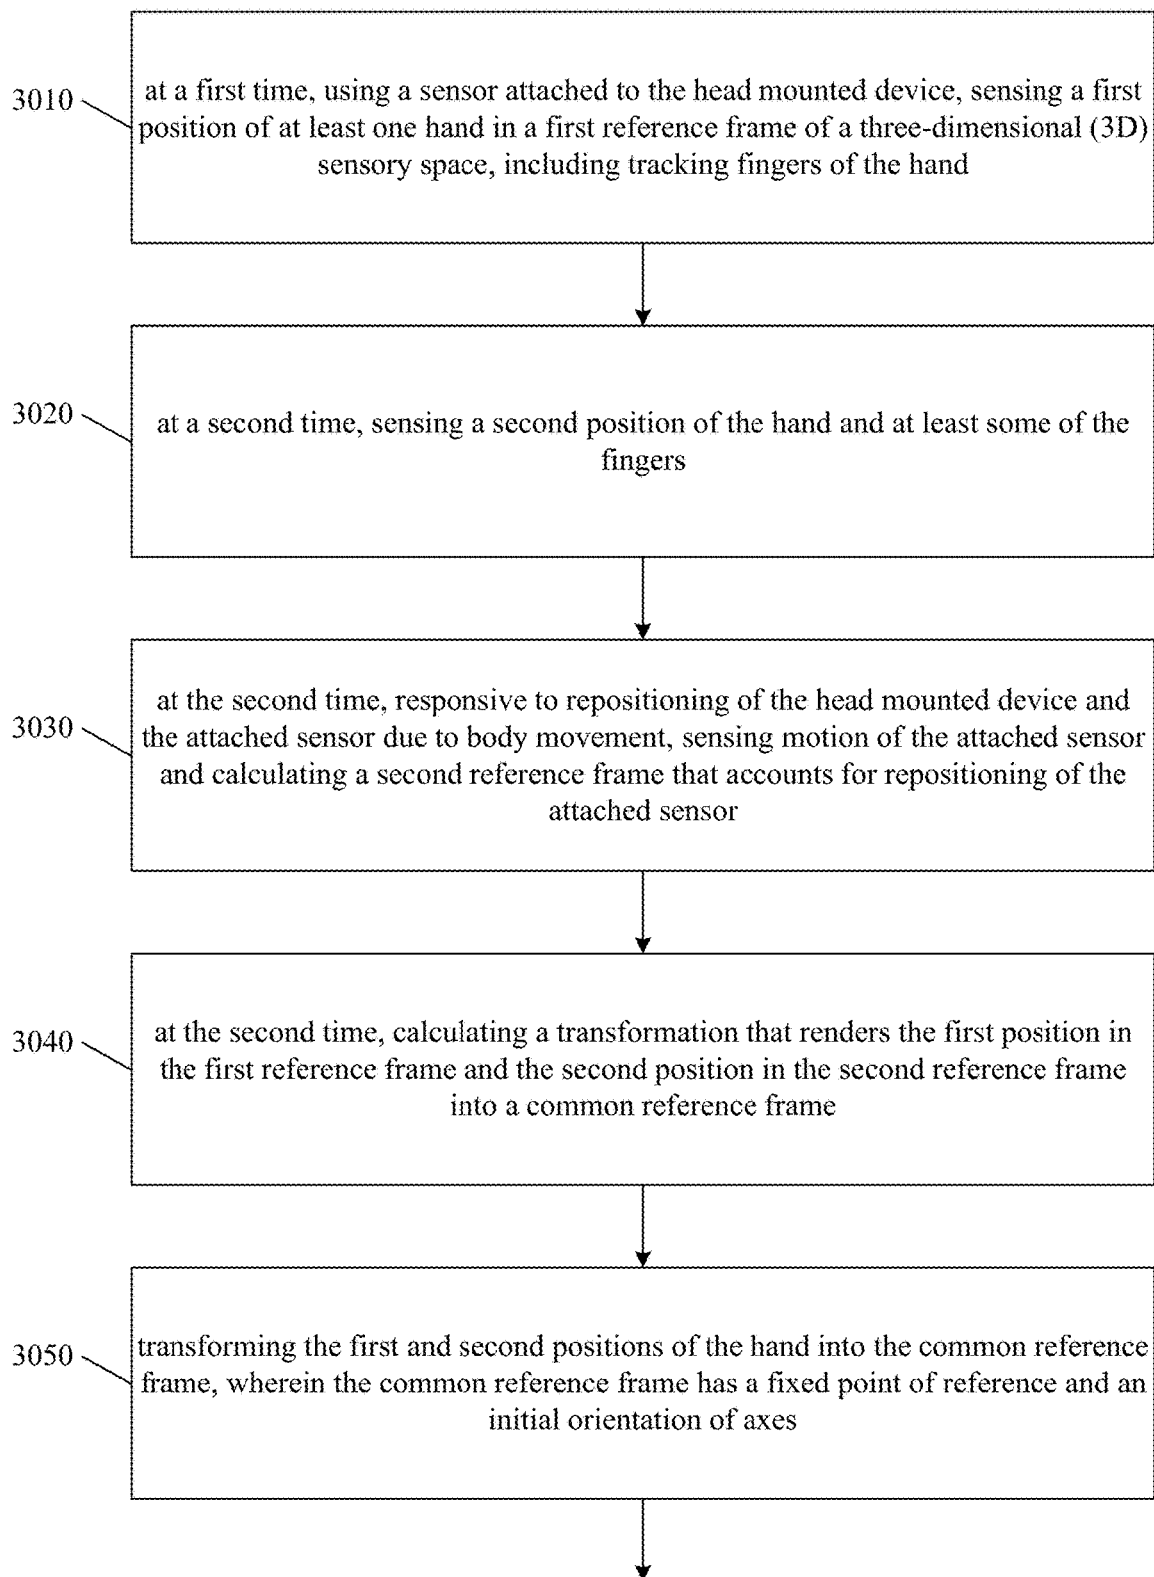 3010
at a first time, using a sensor attached to the head mounted device, sensing a first
position of at least one hand in a first reference frame of a three-dimensional (3D)
sensory space, including tracking fingers of the hand
3020
at a second time, sensing a second position of the hand and at least some of the
fingers
3030
at the second time, responsive to repositioning of the head mounted device and
the attached sensor due to body movement, sensing motion of the attached sensor
and calculating a second reference frame that accounts for repositioning of the
attached sensor
3040
at the second time, calculating a transformation that renders the first position in
the first reference frame and the second position in the second reference frame
into a common reference frame
3050
transforming the first and second positions of the hand into the common reference
frame, wherein the common reference frame has a fixed point of reference and an
initial orientation of axes